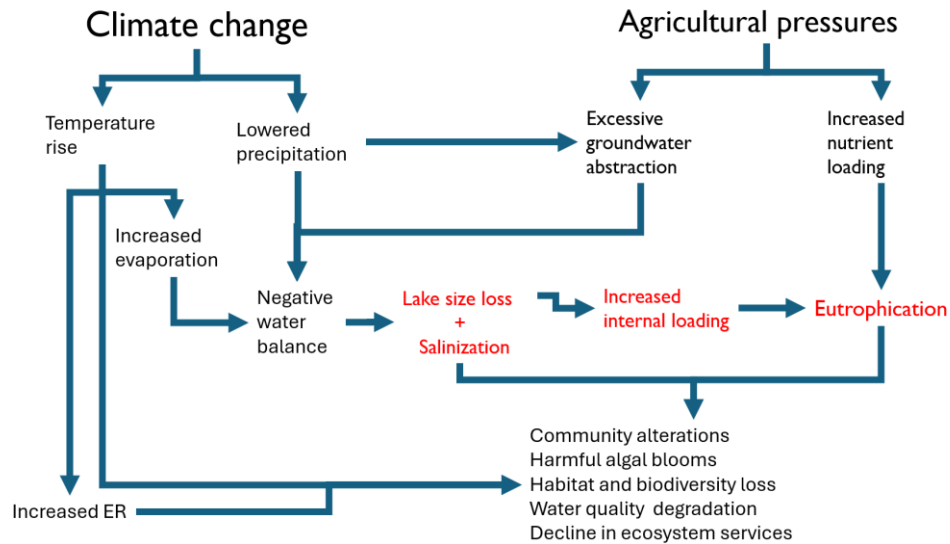 Climate change
Agricultural pressures
Temperature
rise
Lowered
precipitation
Excessive
groundwater
abstraction
Increased
nutrient
loading
Increased
evaporation
Negative
water
balance
Lake size loss
+
Salinization
Increased
internal loading
Eutrophication
Community alterations
Harmful algal blooms
Habitat and biodiversity loss
Water quality degradation
Decline in ecosystem services
Increased ER